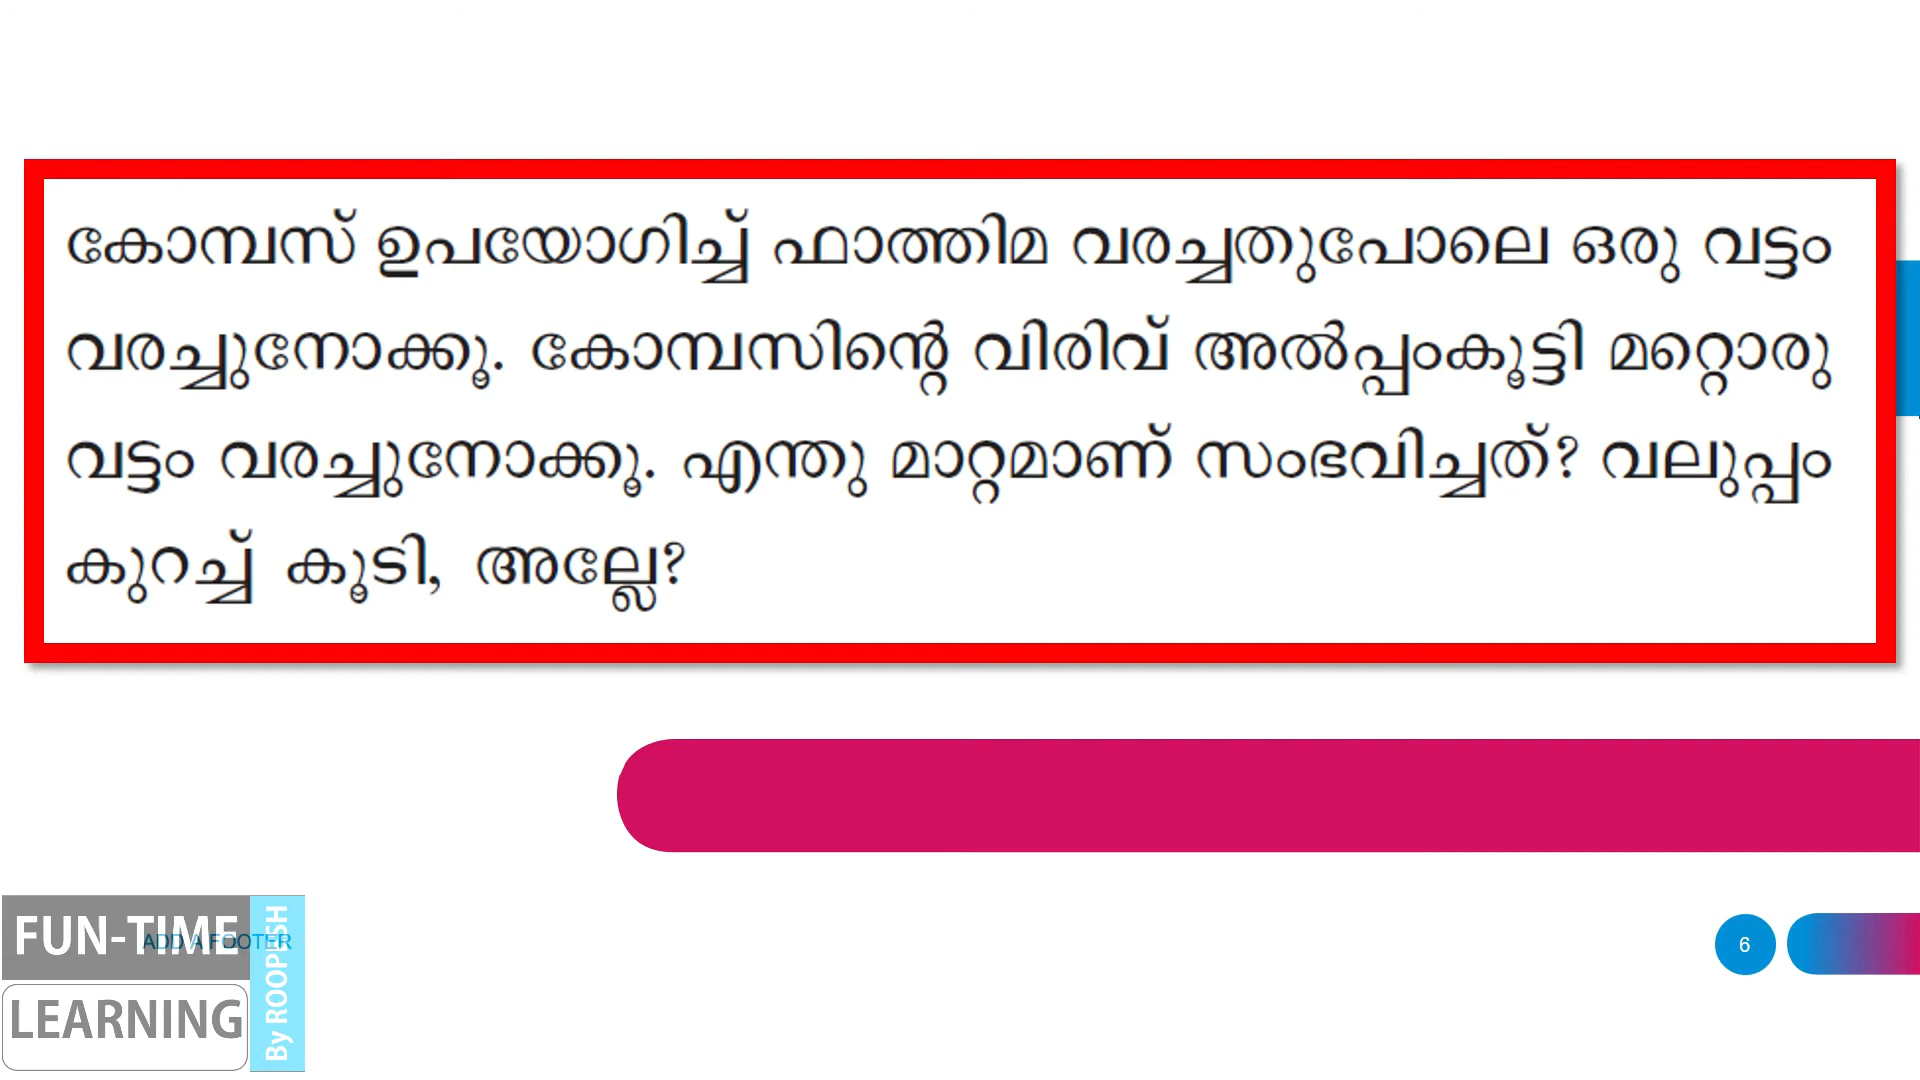 കോമ്പസ് ഉപയോഗിച്ച് ഫാത്തിമ വരച്ചതുപോലെ ഒരു വട്ടം
വരച്ചുനോക്കൂ. കോമ്പസിന്റെ വിരിവ് അൽപ്പംകൂട്ടി മറ്റൊരു
വട്ടം വരച്ചുനോക്കൂ. എന്തു മാറ്റമാണ് സംഭവിച്ചത്? വലുപ്പം
കുറച്ച് കൂടി, അല്ലേ?
FUN-TIME
ADD A FOOTER
LEARNING
By ROOPESH
6